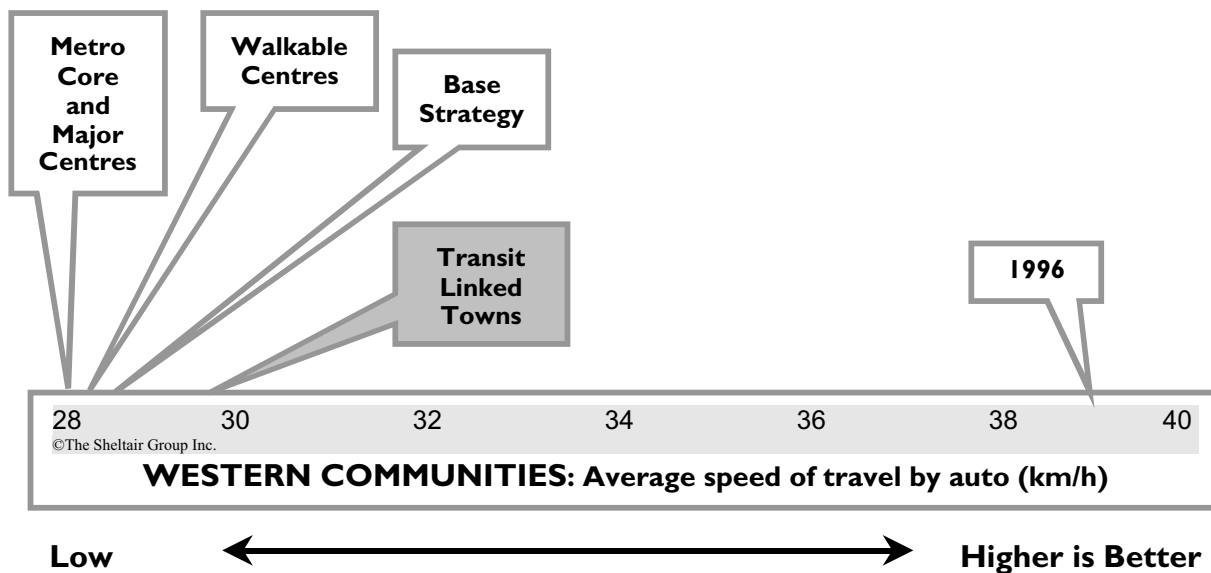 Metro
Core
and
Major
Centres
Walkable
Centres
Base
Strategy
Transit
Linked
Towns
1996
28 30 32 34 36 38 40
©The Sheltair Group Inc.
WESTERN COMMUNITIES: Average speed of travel by auto (km/h)
Low Higher is Better